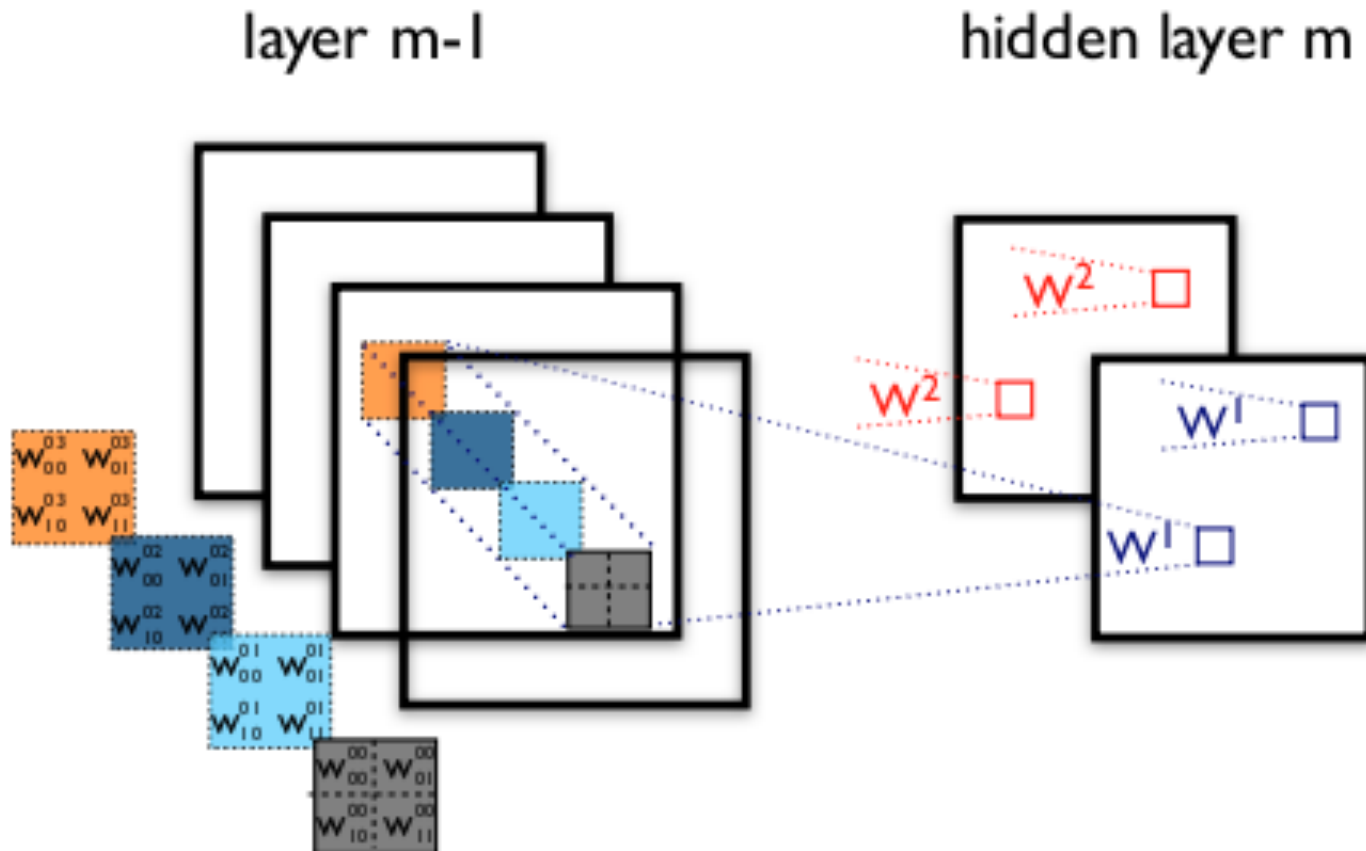 layer m-1
hidden layer m
W²
W²
W¹
W¹
W⁰³₀₀ W⁰³₀₁
W⁰³₁₀ W⁰³₁₁
W⁰²₀₀ W⁰²₀₁
W⁰²₁₀ W⁰²
W⁰¹₀₀ W⁰¹₀₁
W⁰¹₁₀ W⁰¹₁₁
W⁰⁰₀₀ W⁰⁰₀₁
W⁰⁰₁₀ W⁰⁰₁₁